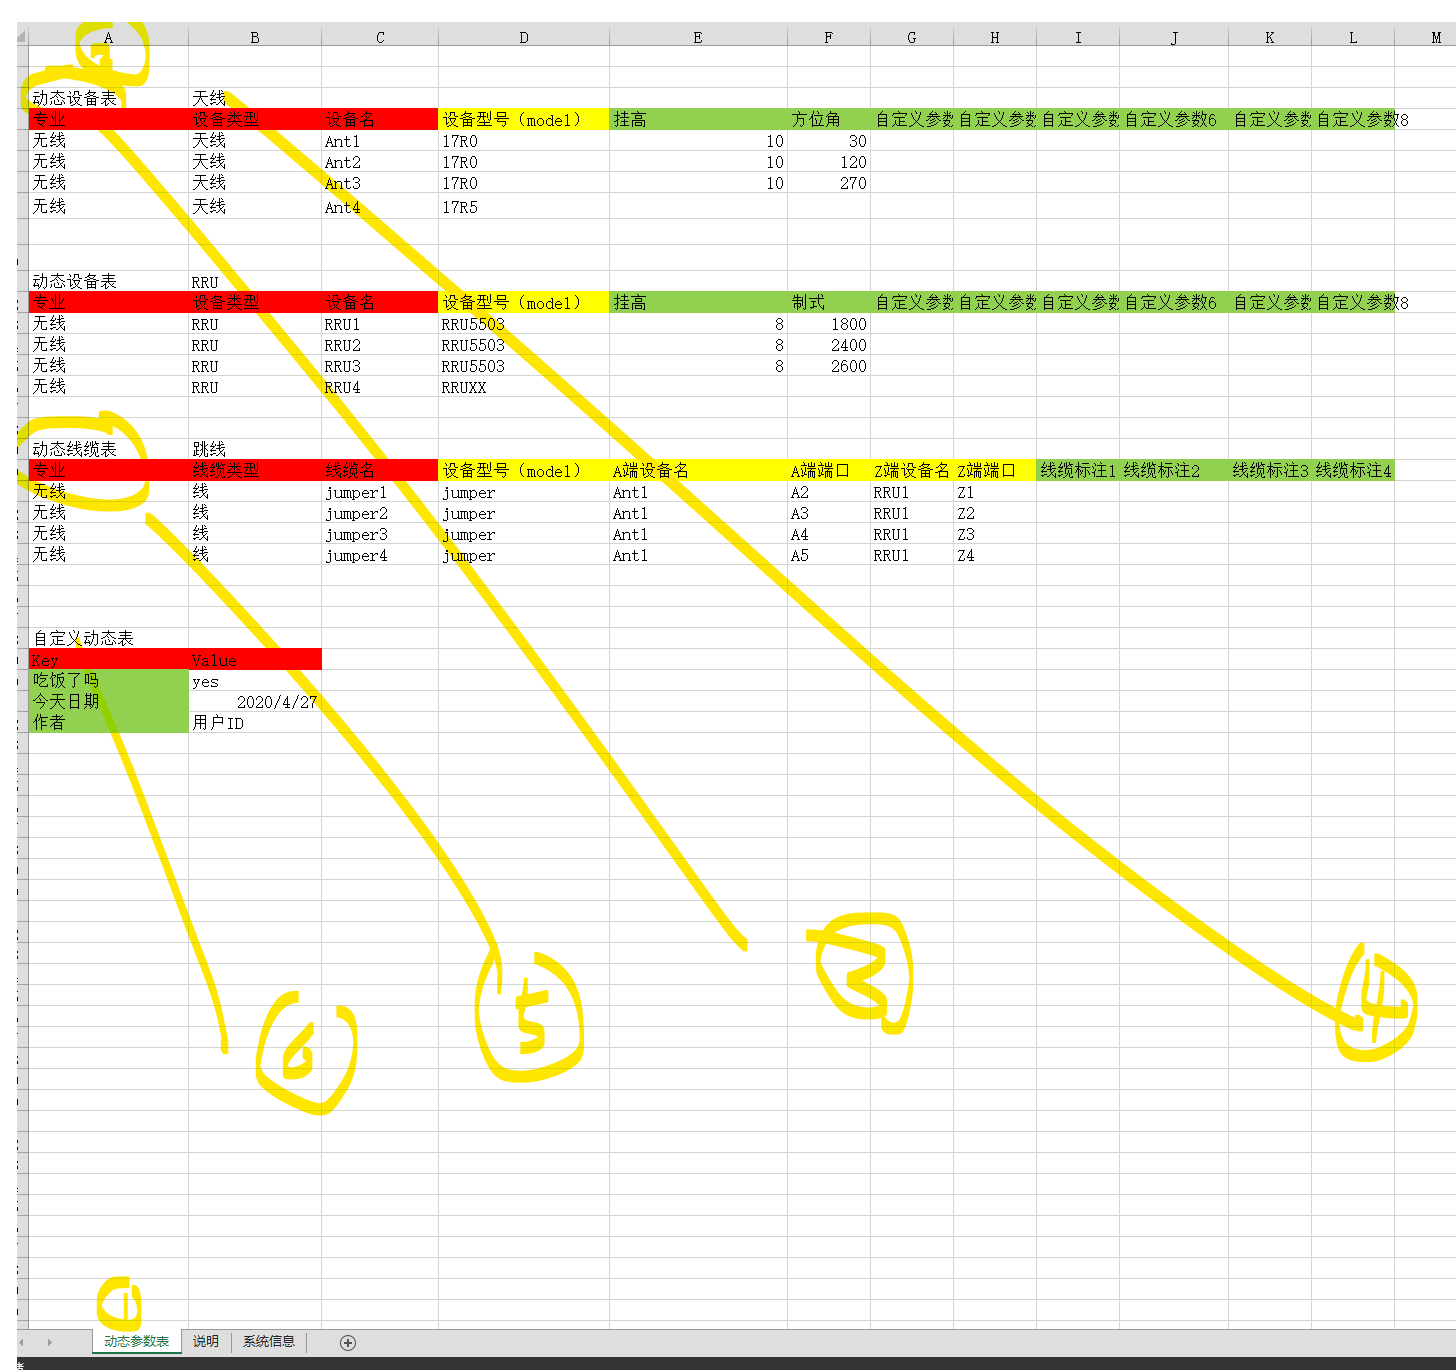 A B C D E F G H I J K L M
2
动态设备表 天线
专业 设备类型 设备名 设备型号（model） 挂高 方位角 自定义参数 自定义参数 自定义参数 自定义参数6 自定义参数 自定义参数8
无线 天线 Ant1 17R0 10 30
无线 天线 Ant2 17R0 10 120
无线 天线 Ant3 17R0 10 270
无线 天线 Ant4 17R5
动态设备表 RRU
专业 设备类型 设备名 设备型号（model） 挂高 制式 自定义参数 自定义参数 自定义参数 自定义参数6 自定义参数 自定义参数8
无线 RRU RRU1 RRU5503 8 1800
无线 RRU RRU2 RRU5503 8 2400
无线 RRU RRU3 RRU5503 8 2600
无线 RRU RRU4 RRUXX
动态线缆表 跳线
专业 线缆类型 线缆名 设备型号（model） A端设备名 A端端口 Z端设备名 Z端端口 线缆标注1 线缆标注2 线缆标注3 线缆标注4
无线 线 jumper1 jumper Ant1 A2 RRU1 Z1
无线 线 jumper2 jumper Ant1 A3 RRU1 Z2
无线 线 jumper3 jumper Ant1 A4 RRU1 Z3
无线 线 jumper4 jumper Ant1 A5 RRU1 Z4
自定义动态表
Key Value
吃饭了吗 yes
今天日期 2020/4/27
作者 用户ID
3
4
5
6
1
动态参数表 说明 系统信息